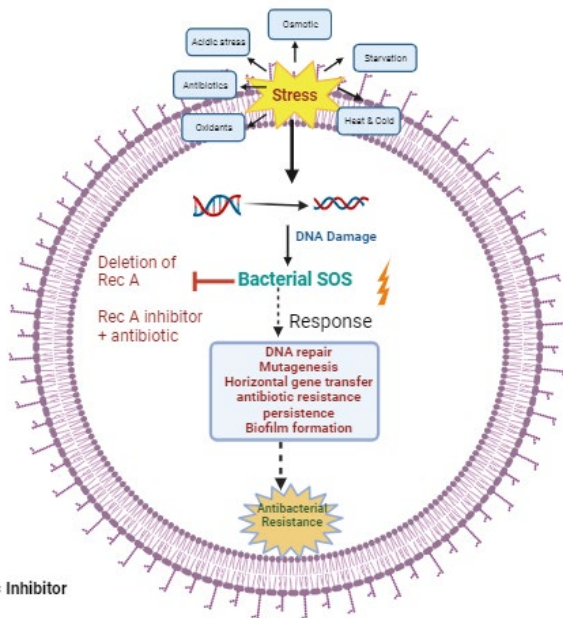 Osmotic
Acidic stress
Starvation
Antibiotics
Stress
Oxidants
Heat & Cold
DNA Damage
Deletion of
Rec A
Bacterial SOS
Rec A inhibitor
+ antibiotic
Response
DNA repair
Mutagenesis
Horizontal gene transfer
antibiotic resistance
persistence
Biofilm formation
Antibacterial
Resistance
Inhibitor